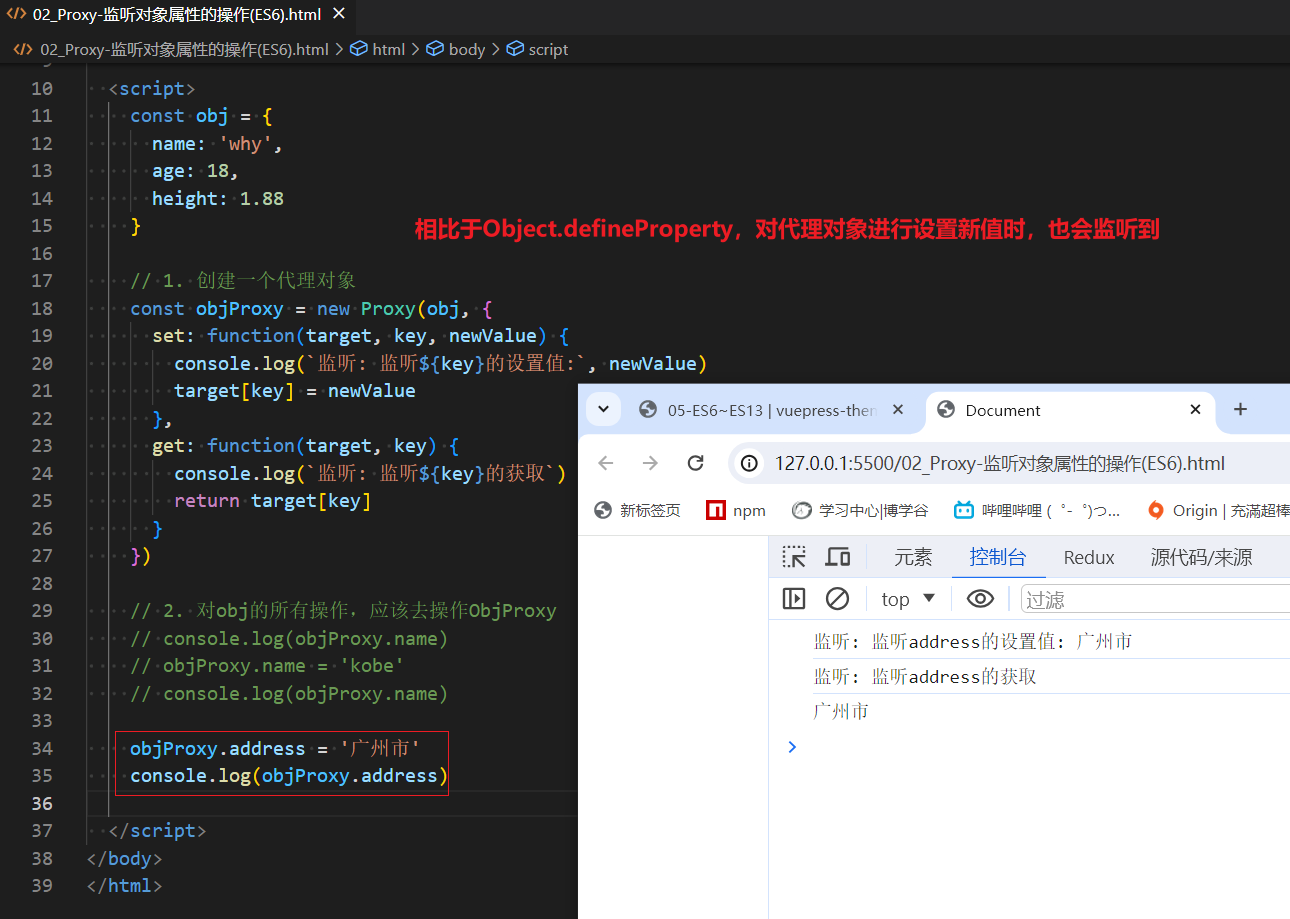 02_Proxy-监听对象属性的操作(ES6).html
02_Proxy-监听对象属性的操作(ES6).html > html > body > script
10 <script>
11 const obj = {
12 name: 'why',
13 age: 18,
14 height: 1.88
15 }
相比于Object.defineProperty，对代理对象进行设置新值时，也会监听到
16
17 // 1. 创建一个代理对象
18 const objProxy = new Proxy(obj, {
19 set: function(target, key, newValue) {
20 console.log(`监听: 监听${key}的设置值:`, newValue)
21 target[key] = newValue
22 },
23 get: function(target, key) {
24 console.log(`监听: 监听${key}的获取`)
25 return target[key]
26 }
27 })
28
29 // 2. 对obj的所有操作，应该去操作ObjProxy
30 // console.log(objProxy.name)
31 // objProxy.name = 'kobe'
32 // console.log(objProxy.name)
33
34 objProxy.address = '广州市'
35 console.log(objProxy.address)
36
37 </script>
38 </body>
39 </html>
05-ES6~ES13 | vuepress-then
Document
127.0.0.1:5500/02_Proxy-监听对象属性的操作(ES6).html
新标签页 npm 学习中心|博学谷 哔哩哔哩 (゜-゜)つ... Origin | 充满超棒
元素 控制台 Redux 源代码/来源
top 过滤
监听: 监听address的设置值: 广州市
监听: 监听address的获取
广州市